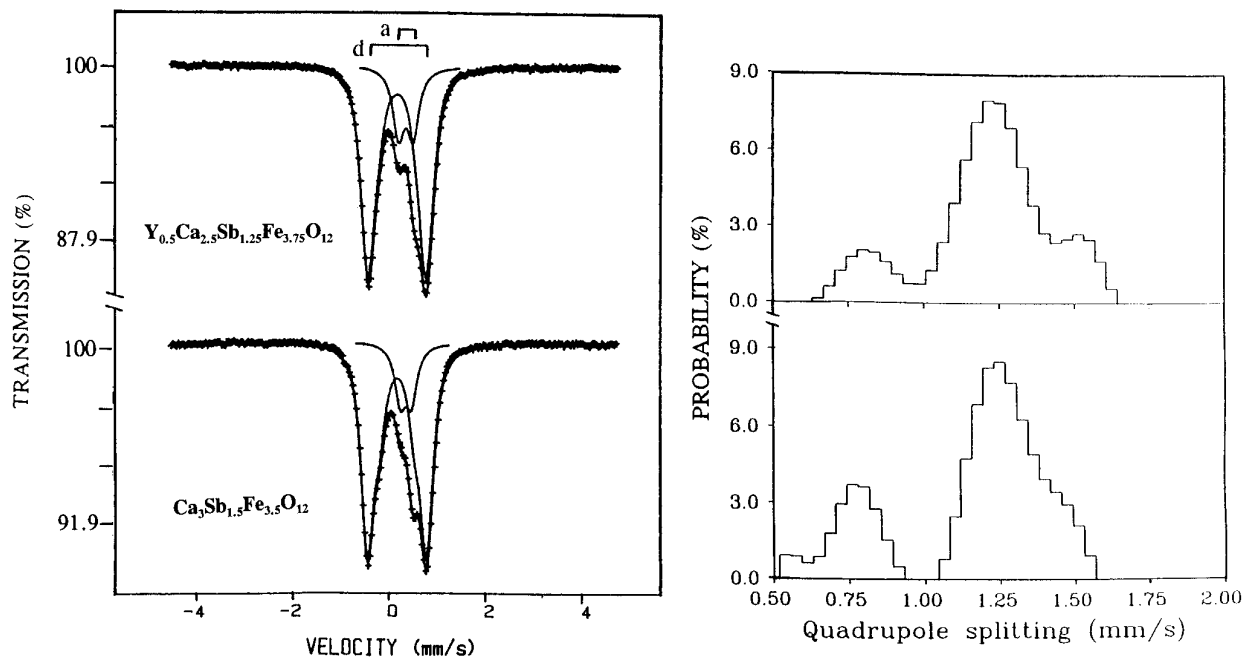 a
d
100
Y0.5Ca2.5Sb1.25Fe3.75O12
87.9
TRANSMISSION (%)
100
Ca3Sb1.5Fe3.5O12
91.9
-4 -2 0 2 4
VELOCITY (mm/s)
9.0
6.0
3.0
0.0
PROBABILITY (%)
9.0
6.0
3.0
0.0
0.50 0.75 1.00 1.25 1.50 1.75 2.00
Quadrupole splitting (mm/s)